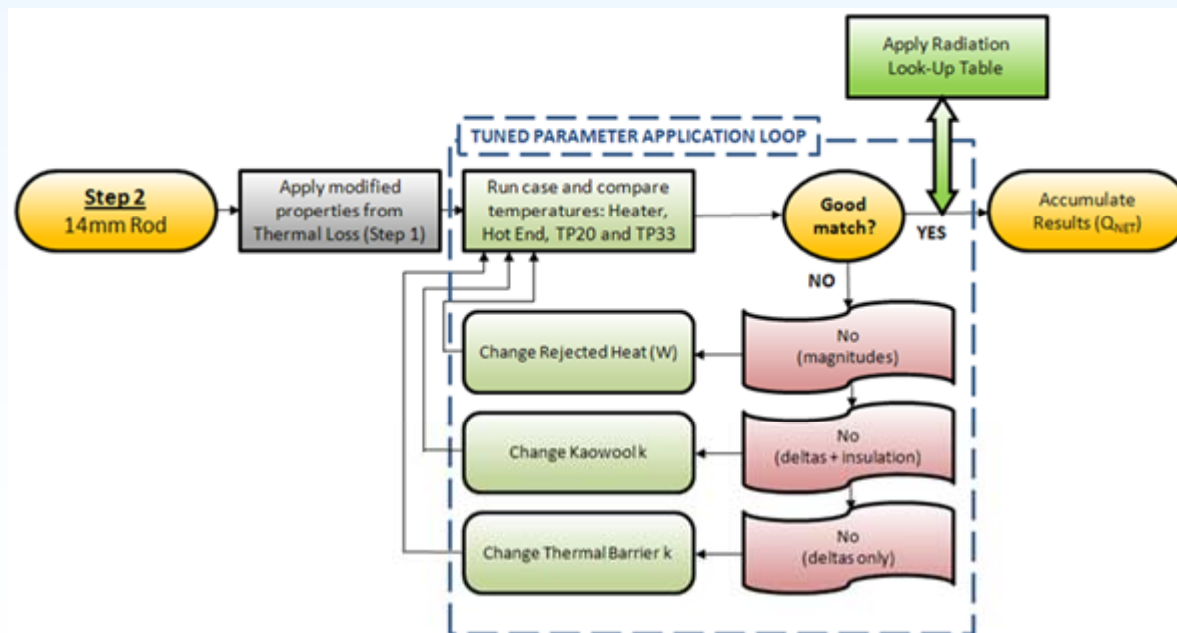 Apply Radiation
Look-Up Table
TUNED PARAMETER APPLICATION LOOP
Step 2
14mm Rod
Apply modified
properties from
Thermal Loss (Step 1)
Run case and compare
temperatures: Heater,
Hot End, TP20 and TP33
Good
match?
YES
Accumulate
Results (Q_NET)
NO
Change Rejected Heat (W)
No
(magnitudes)
Change Kaowool k
No
(deltas + insulation)
Change Thermal Barrier k
No
(deltas only)